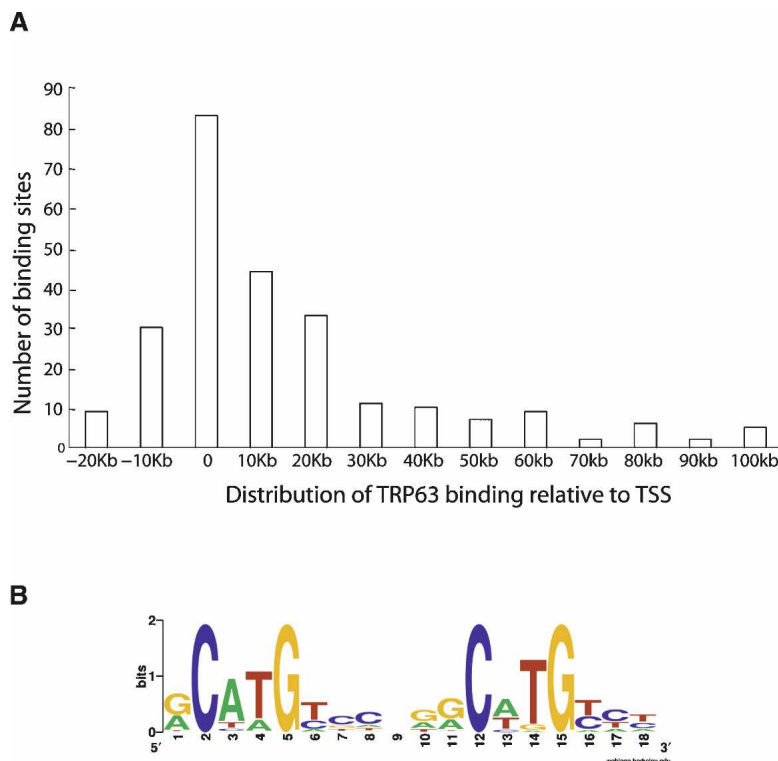 A
Number of binding sites
90
80
70
60
50
40
30
20
10
0
−20Kb −10Kb 0 10Kb 20Kb 30Kb 40Kb 50kb 60Kb 70kb 80kb 90kb 100kb
Distribution of TRP63 binding relative to TSS
B
bits
2
1
0
5′ 1 2 3 4 5 6 7 8 9 10 11 12 13 14 15 16 17 18 3′